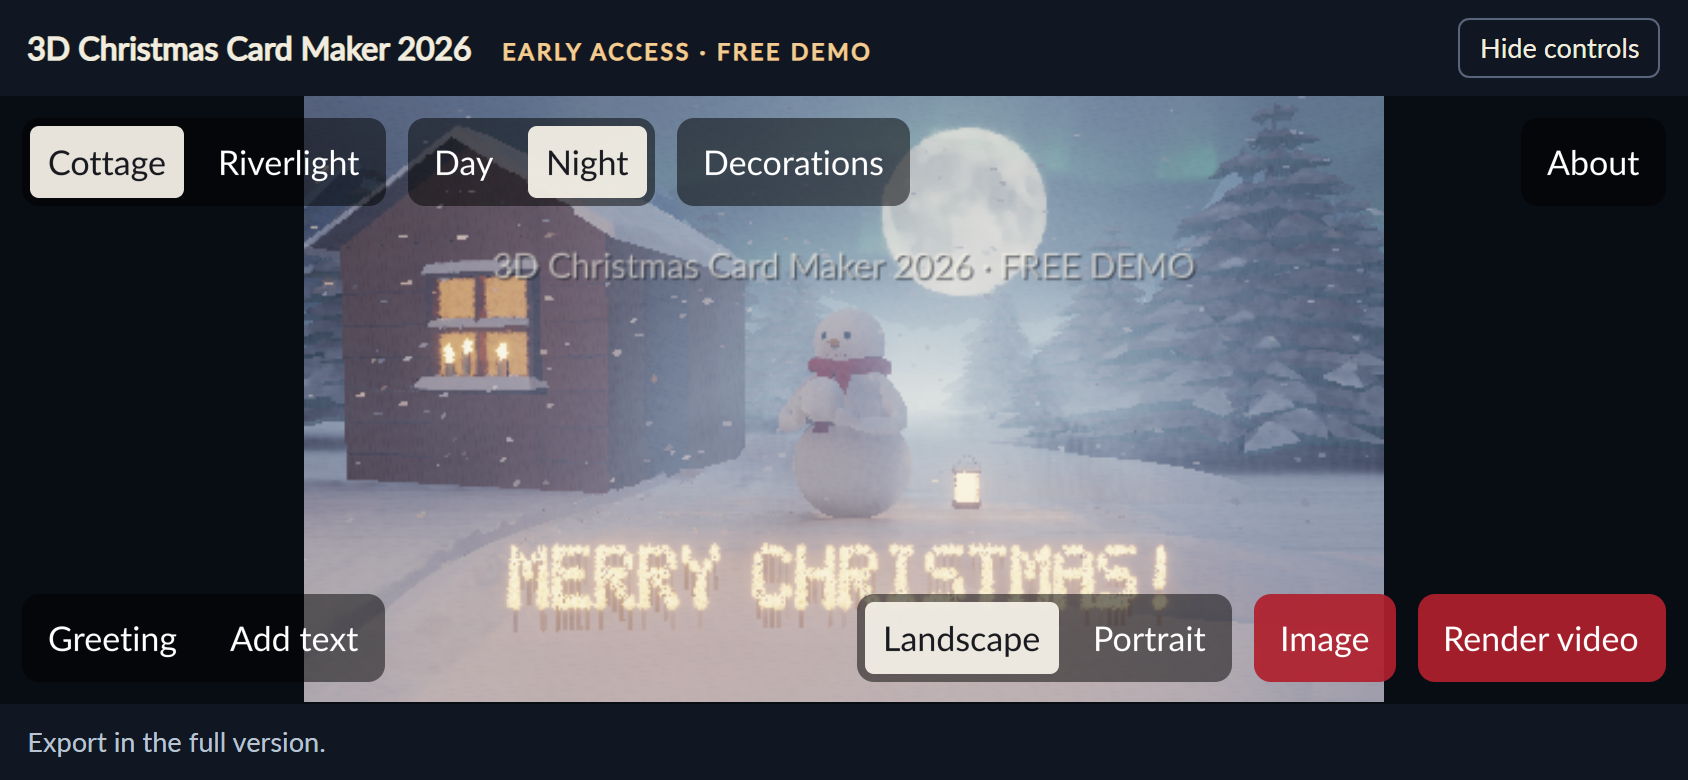 3D Christmas Card Maker 2026 EARLY ACCESS · FREE DEMO Hide controls
Cottage Riverlight Day Night Decorations About
3D Christmas Card Maker 2026 · FREE DEMO
MERRY CHRISTMAS!
Greeting Add text Landscape Portrait Image Render video
Export in the full version.